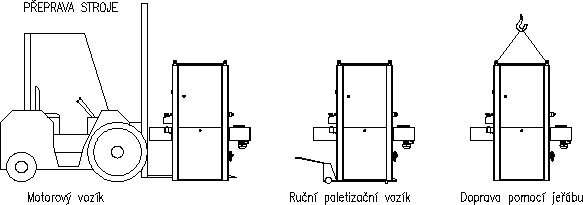 PŘEPRAVA STROJE
Motorový vozík
Ruční paletizační vozík
Doprava pomocí jeřábu